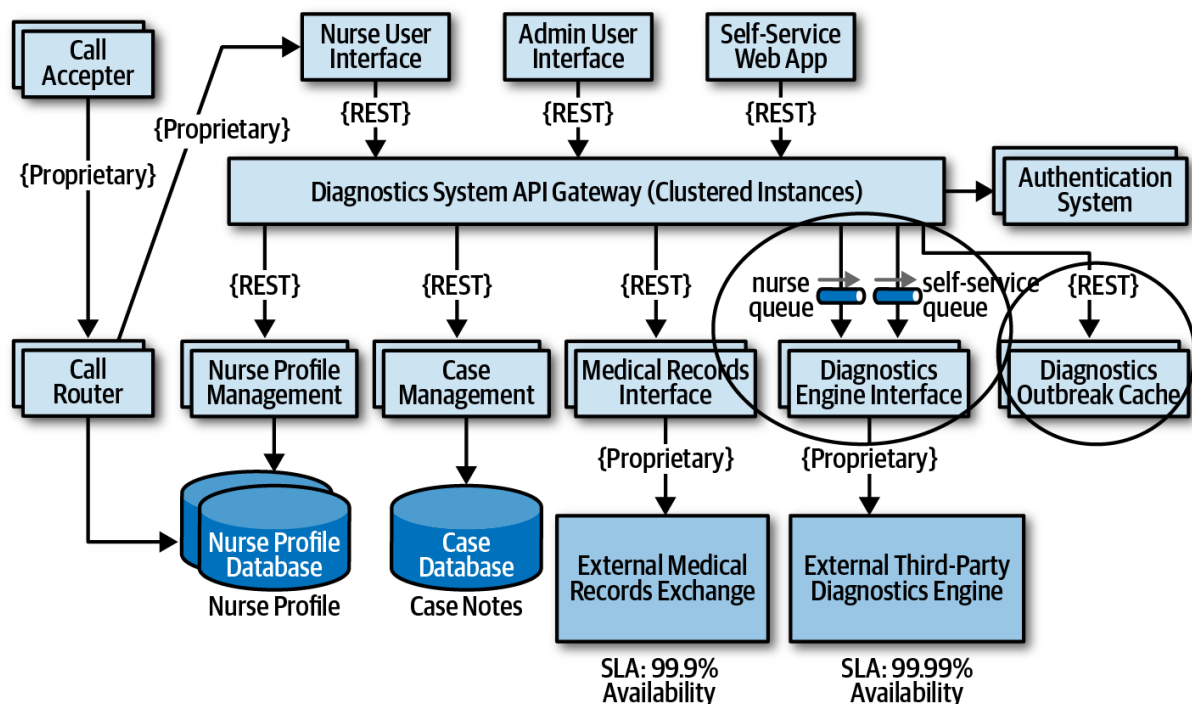 Call
Accepter
Nurse User
Interface
Admin User
Interface
Self-Service
Web App
{Proprietary}
{REST}
{REST}
{REST}
{Proprietary}
Diagnostics System API Gateway (Clustered Instances)
Authentication
System
{REST}
{REST}
{REST}
nurse
queue
self-service
queue
{REST}
Call
Router
Nurse Profile
Management
Case
Management
Medical Records
Interface
Diagnostics
Engine Interface
Diagnostics
Outbreak Cache
{Proprietary}
{Proprietary}
Nurse Profile
Database
Nurse Profile
Case
Database
Case Notes
External Medical
Records Exchange
External Third-Party
Diagnostics Engine
SLA: 99.9%
Availability
SLA: 99.99%
Availability